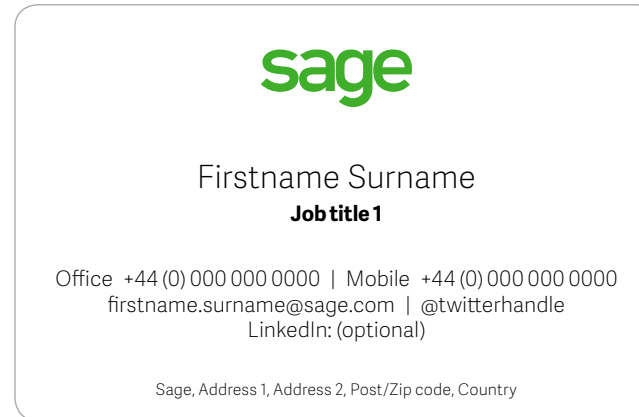 sage
Firstname Surname
Job title 1
Office +44 (0) 000 000 0000 | Mobile +44 (0) 000 000 0000
firstname.surname@sage.com | @twitterhandle
LinkedIn: (optional)
Sage, Address 1, Address 2, Post/Zip code, Country